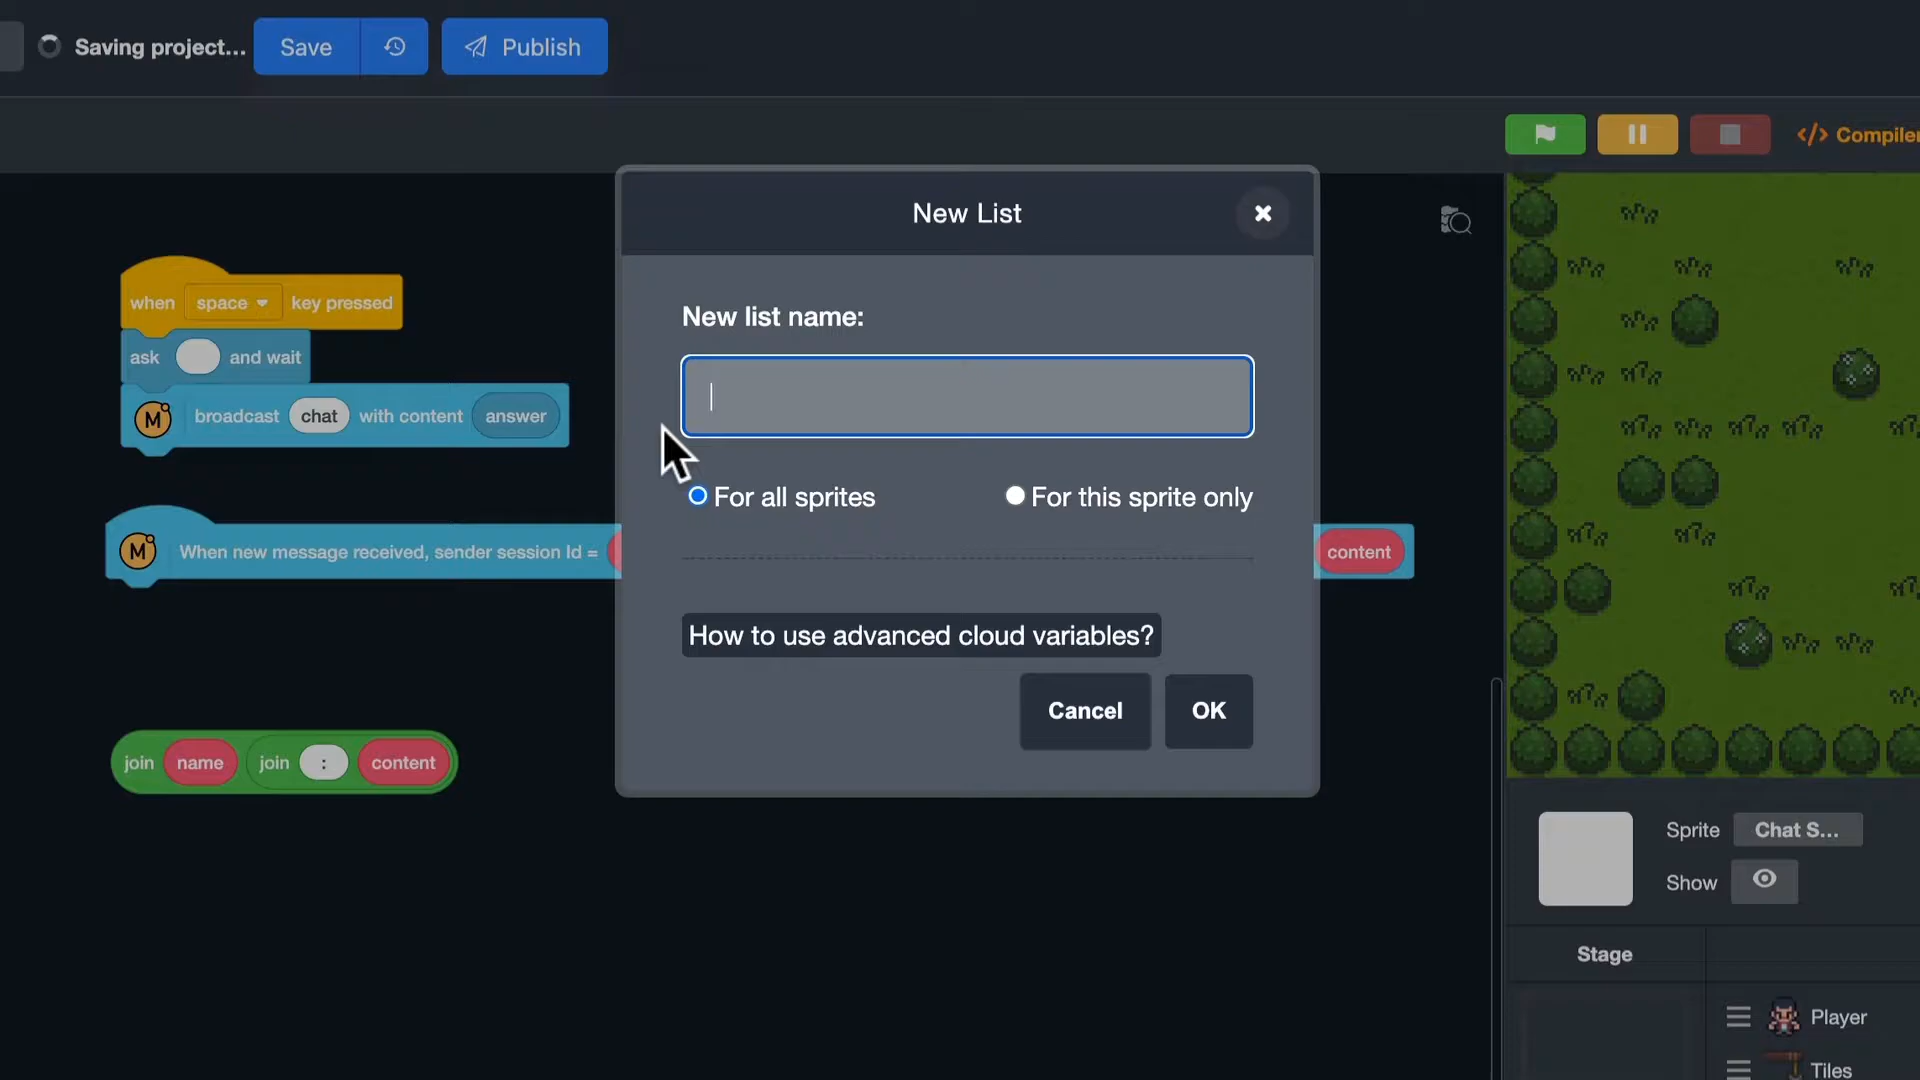 Saving project...
Save
Publish
</> Compiler
New List
when space key pressed
New list name:
ask and wait
M broadcast chat with content answer
For all sprites
For this sprite only
M When new message received, sender session Id =
content
How to use advanced cloud variables?
Cancel
OK
join name join : content
Sprite Chat S...
Show
Stage
Player
Tiles